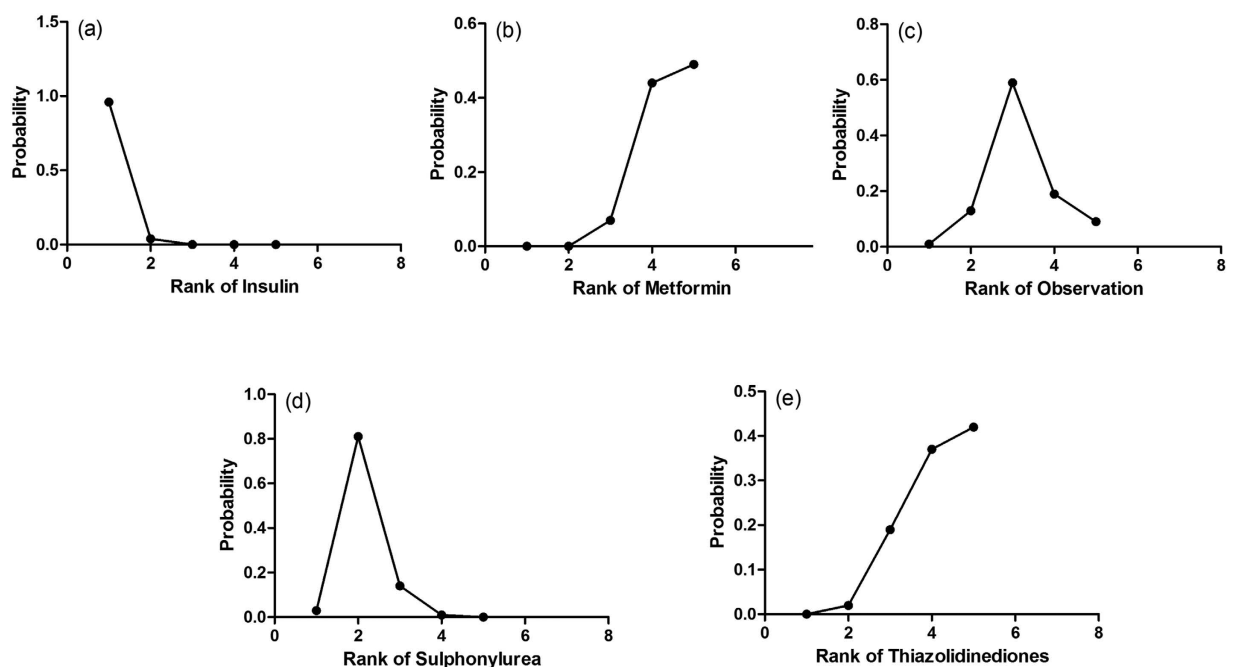 (a)
Probability
1.5
1.0
0.5
0.0
0 2 4 6 8
Rank of Insulin
(b)
Probability
0.6
0.4
0.2
0.0
0 2 4 6
Rank of Metformin
(c)
Probability
0.8
0.6
0.4
0.2
0.0
0 2 4 6 8
Rank of Observation
(d)
Probability
1.0
0.8
0.6
0.4
0.2
0.0
0 2 4 6 8
Rank of Sulphonylurea
(e)
Probability
0.5
0.4
0.3
0.2
0.1
0.0
0 2 4 6 8
Rank of Thiazolidinediones